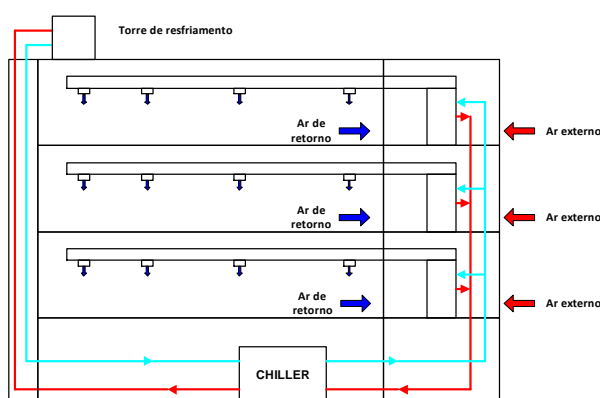 Torre de resfriamento
Ar de
retorno
Ar externo
Ar de
retorno
Ar externo
Ar de
retorno
Ar externo
CHILLER